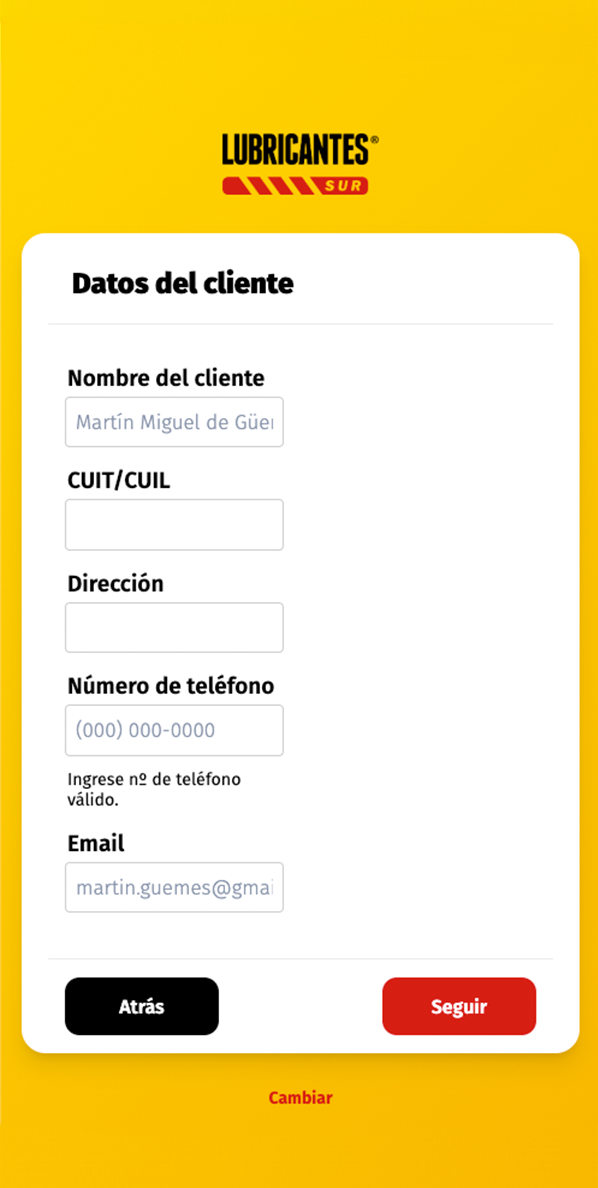 LUBRICANTES®
SUR
Datos del cliente
Nombre del cliente
Martín Miguel de Güe
CUIT/CUIL
Dirección
Número de teléfono
(000) 000-0000
Ingrese nº de teléfono
válido.
Email
martin.guemes@gmai
Atrás
Seguir
Cambiar